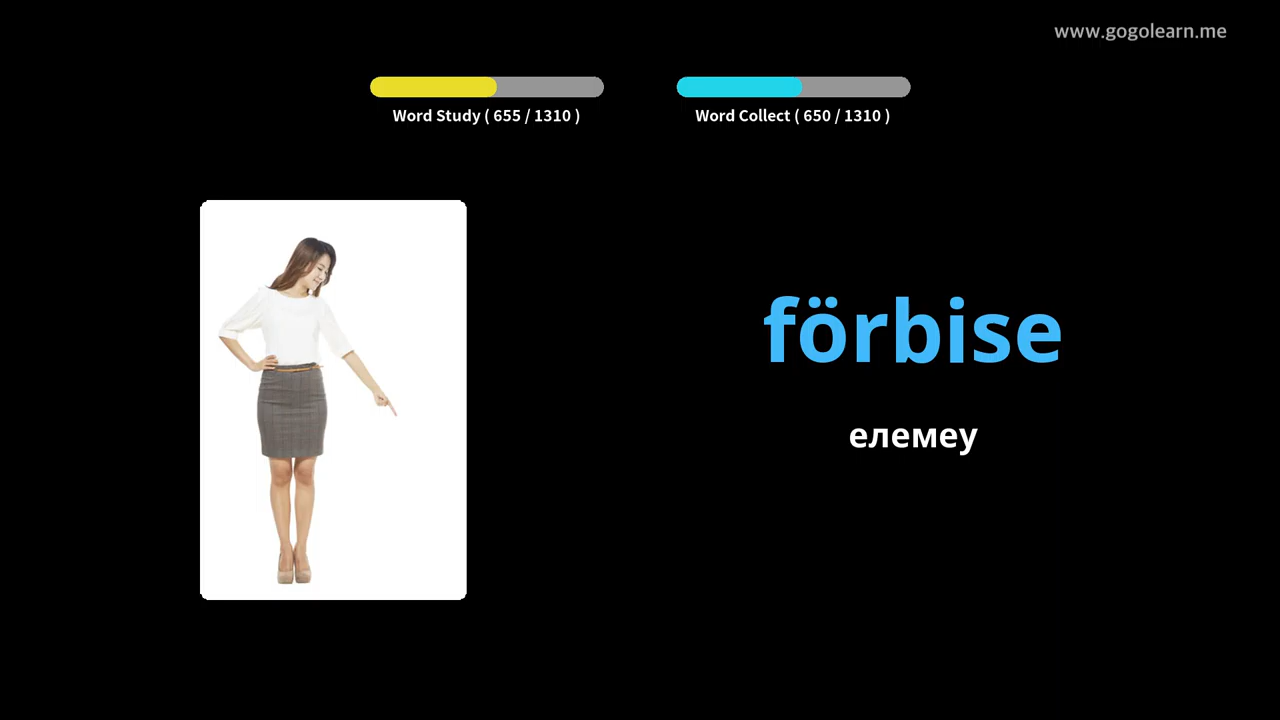 www.gogolearn.me
Word Study ( 655 / 1310 )
Word Collect ( 650 / 1310 )
förbise
елемеу